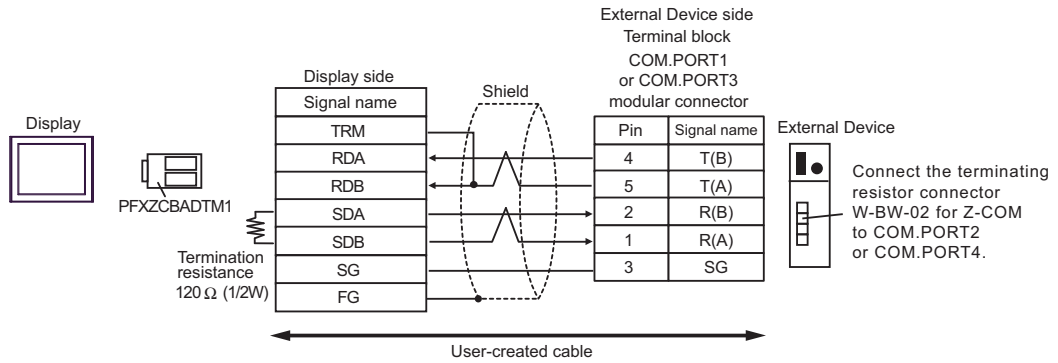 External Device side
Terminal block
COM.PORT1
or COM.PORT3
modular connector
Display side
Shield
Signal name
Display
TRM
RDA
RDB
SDA
SDB
SG
FG
PFXZCBADTM1
Termination
resistance
120 Ω (1/2W)
Pin Signal name
4 T(B)
5 T(A)
2 R(B)
1 R(A)
3 SG
External Device
Connect the terminating
resistor connector
W-BW-02 for Z-COM
to COM.PORT2
or COM.PORT4.
User-created cable